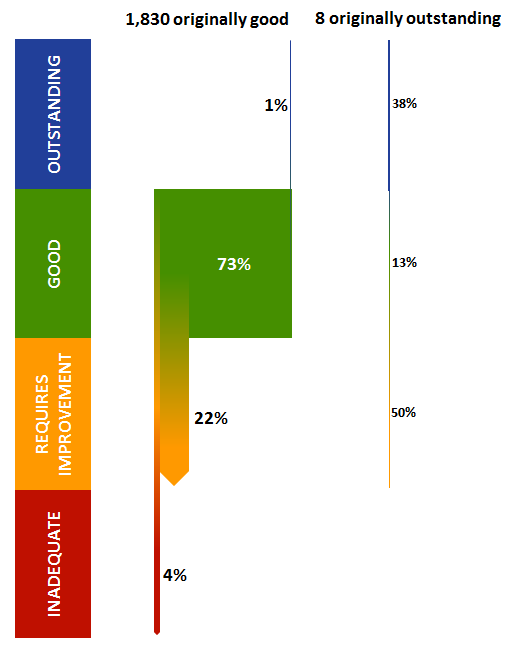 1,830 originally good
8 originally outstanding
OUTSTANDING
1%
38%
GOOD
73%
13%
REQUIRES
IMPROVEMENT
22%
50%
INADEQUATE
4%